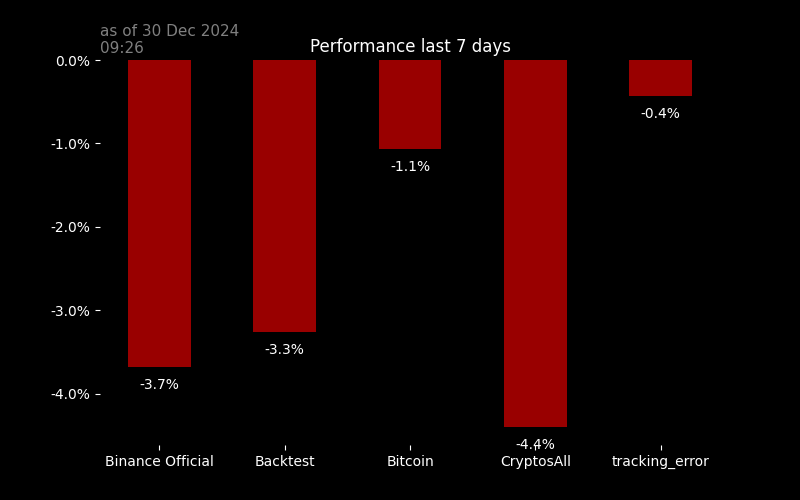 as of 30 Dec 2024
09:26
Performance last 7 days
0.0%
-1.0%
-2.0%
-3.0%
-4.0%
-3.7%
-3.3%
-1.1%
-4.4%
-0.4%
Binance Official
Backtest
Bitcoin
CryptosAll
tracking_error